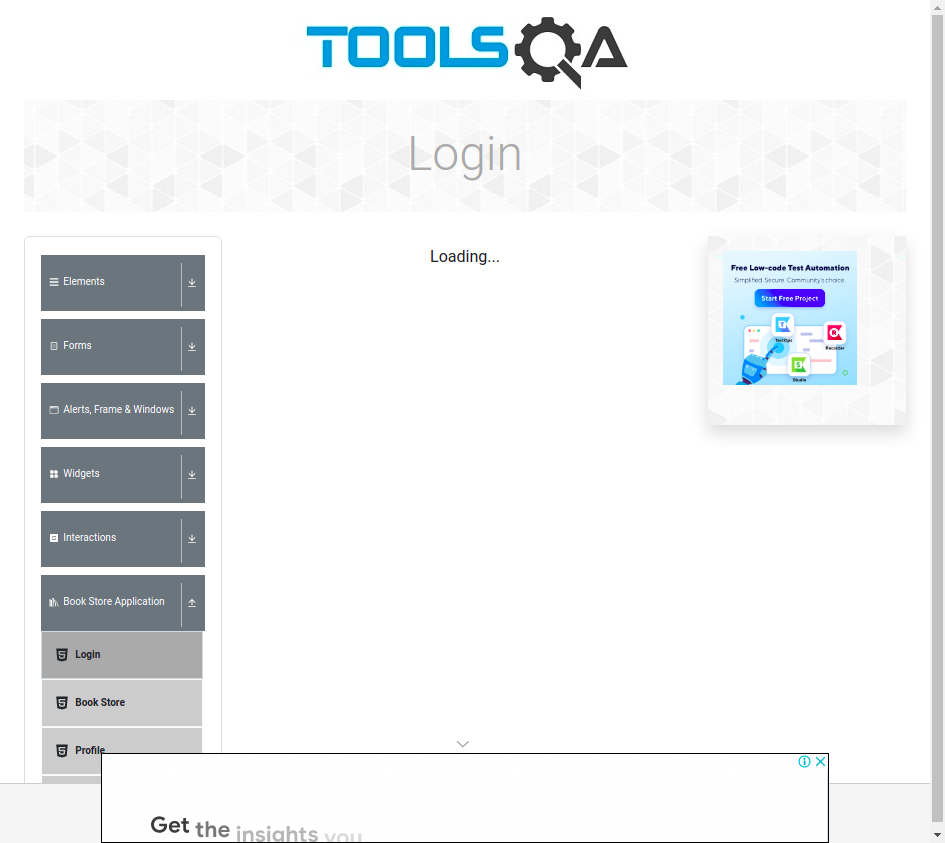 TOOLSQA
Login
Elements
Forms
Alerts, Frame & Windows
Widgets
Interactions
Book Store Application
Login
Book Store
Profile
Loading...
Free Low-code Test Automation
Simplified. Secure. Community's choice.
Start Free Project
TestOps
Recorder
Studio
Get the insights you